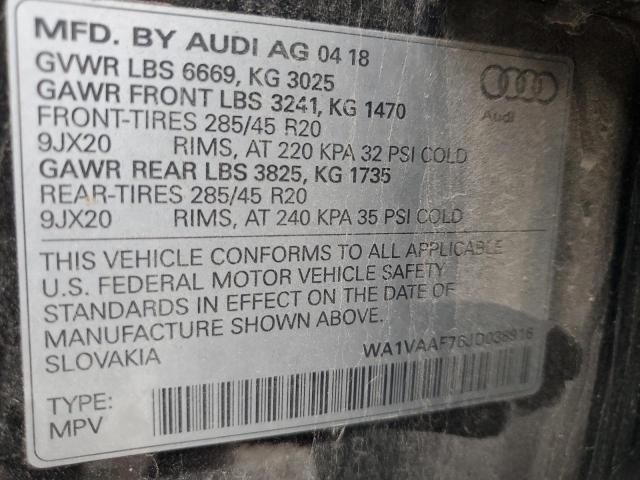 MFD. BY AUDI AG 04 18
GVWR LBS 6669, KG 3025
GAWR FRONT LBS 3241, KG 1470
FRONT-TIRES 285/45 R20
9JX20 RIMS, AT 220 KPA 32 PSI COLD
GAWR REAR LBS 3825, KG 1735
REAR-TIRES 285/45 R20
9JX20 RIMS, AT 240 KPA 35 PSI COLD
Audi
THIS VEHICLE CONFORMS TO ALL APPLICABLE
U.S. FEDERAL MOTOR VEHICLE SAFETY
STANDARDS IN EFFECT ON THE DATE OF
MANUFACTURE SHOWN ABOVE.
SLOVAKIA
WA1VAAF76JD038916
TYPE:
MPV